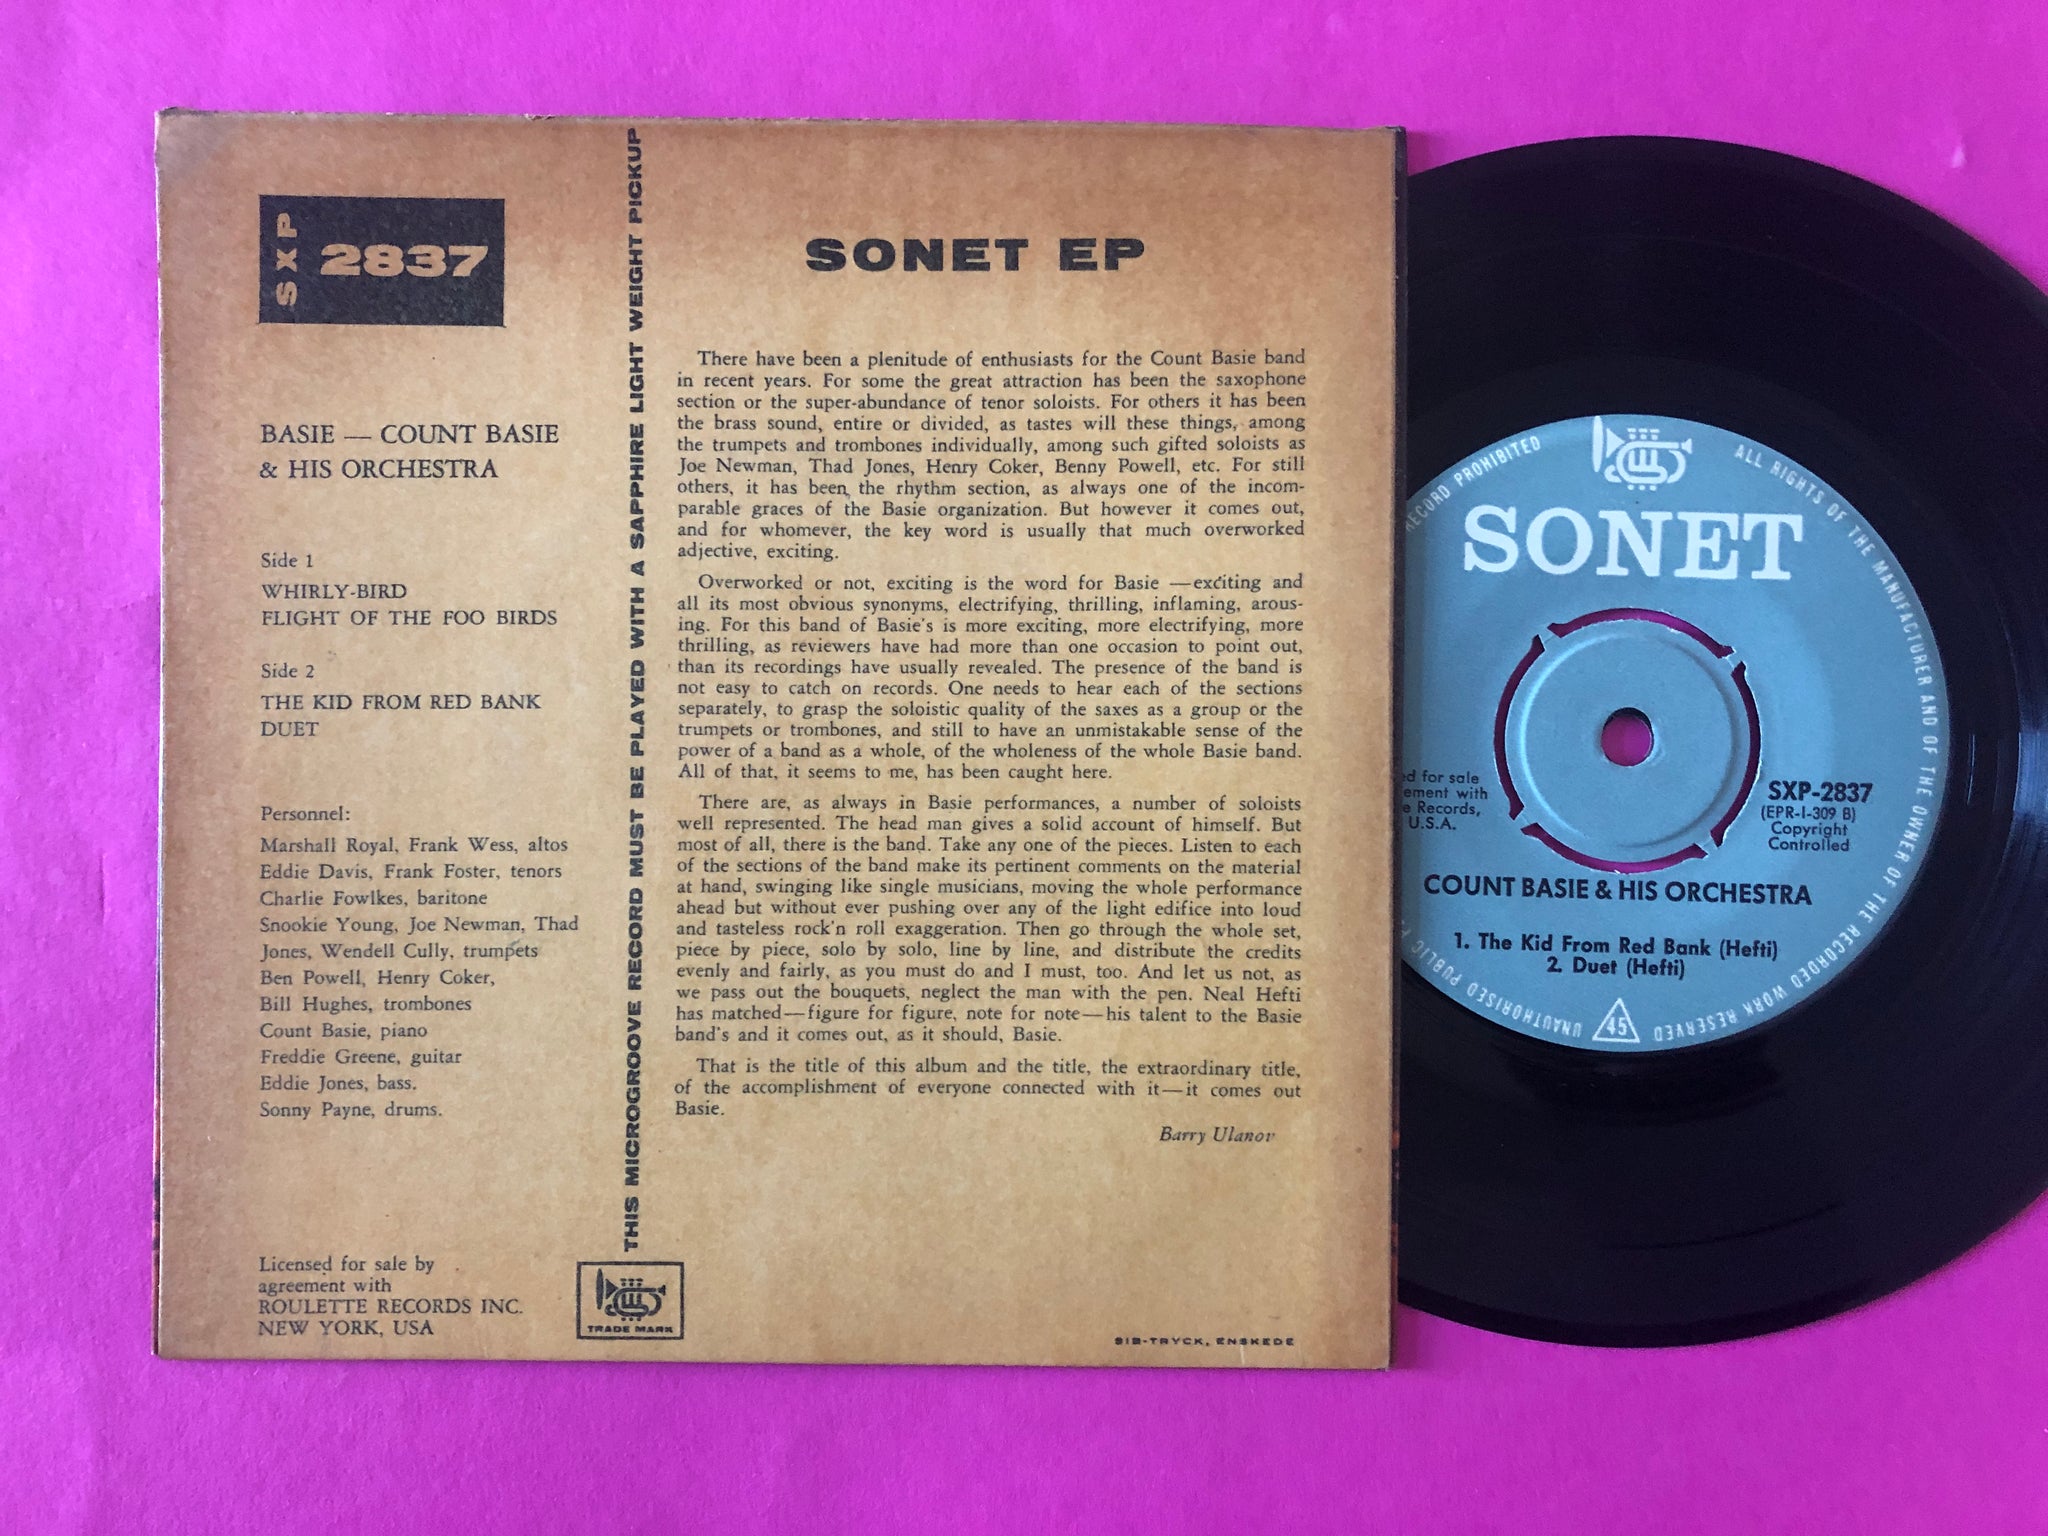 SXP
2837
BASIE — COUNT BASIE
& HIS ORCHESTRA
Side 1
WHIRLY-BIRD
FLIGHT OF THE FOO BIRDS
Side 2
THE KID FROM RED BANK
DUET
Personnel:
Marshall Royal, Frank Wess, altos
Eddie Davis, Frank Foster, tenors
Charlie Fowlkes, baritone
Snookie Young, Joe Newman, Thad
Jones, Wendell Cully, trumpets
Ben Powell, Henry Coker,
Bill Hughes, trombones
Count Basie, piano
Freddie Greene, guitar
Eddie Jones, bass.
Sonny Payne, drums.
Licensed for sale by
agreement with
ROULETTE RECORDS INC.
NEW YORK, USA
THIS MICROGROOVE RECORD MUST BE PLAYED WITH A SAPPHIRE LIGHT WEIGHT PICKUP
TRADE MARK
SONET EP
There have been a plenitude of enthusiasts for the Count Basie band
in recent years. For some the great attraction has been the saxophone
section or the super-abundance of tenor soloists. For others it has been
the brass sound, entire or divided, as tastes will these things, among
the trumpets and trombones individually, among such gifted soloists as
Joe Newman, Thad Jones, Henry Coker, Benny Powell, etc. For still
others, it has been, the rhythm section, as always one of the incom-
parable graces of the Basie organization. But however it comes out,
and for whomever, the key word is usually that much overworked
adjective, exciting.
Overworked or not, exciting is the word for Basie —exciting and
all its most obvious synonyms, electrifying, thrilling, inflaming, arous-
ing. For this band of Basie's is more exciting, more electrifying, more
thrilling, as reviewers have had more than one occasion to point out,
than its recordings have usually revealed. The presence of the band is
not easy to catch on records. One needs to hear each of the sections
separately, to grasp the soloistic quality of the saxes as a group or the
trumpets or trombones, and still to have an unmistakable sense of the
power of a band as a whole, of the wholeness of the whole Basie band.
All of that, it seems to me, has been caught here.
There are, as always in Basie performances, a number of soloists
well represented. The head man gives a solid account of himself. But
most of all, there is the band. Take any one of the pieces. Listen to each
of the sections of the band make its pertinent comments on the material
at hand, swinging like single musicians, moving the whole performance
ahead but without ever pushing over any of the light edifice into loud
and tasteless rock'n roll exaggeration. Then go through the whole set,
piece by piece, solo by solo, line by line, and distribute the credits
evenly and fairly, as you must do and I must, too. And let us not, as
we pass out the bouquets, neglect the man with the pen. Neal Hefti
has matched—figure for figure, note for note—his talent to the Basie
band's and it comes out, as it should, Basie.
That is the title of this album and the title, the extraordinary title,
of the accomplishment of everyone connected with it—it comes out
Basie.
Barry Ulanov
SIB-TRYCK, ENSKEDE
ALL RIGHTS OF THE MANUFACTURER AND OF THE OWNER OF THE RECORDED WORK RESERVED
UNAUTHORISED PUBLIC P
RECORD PROHIBITED
SONET
ed for sale
ement with
e Records,
U.S.A.
SXP-2837
(EPR-1-309 B)
Copyright
Controlled
COUNT BASIE & HIS ORCHESTRA
1. The Kid From Red Bank (Hefti)
2. Duet (Hefti)
45